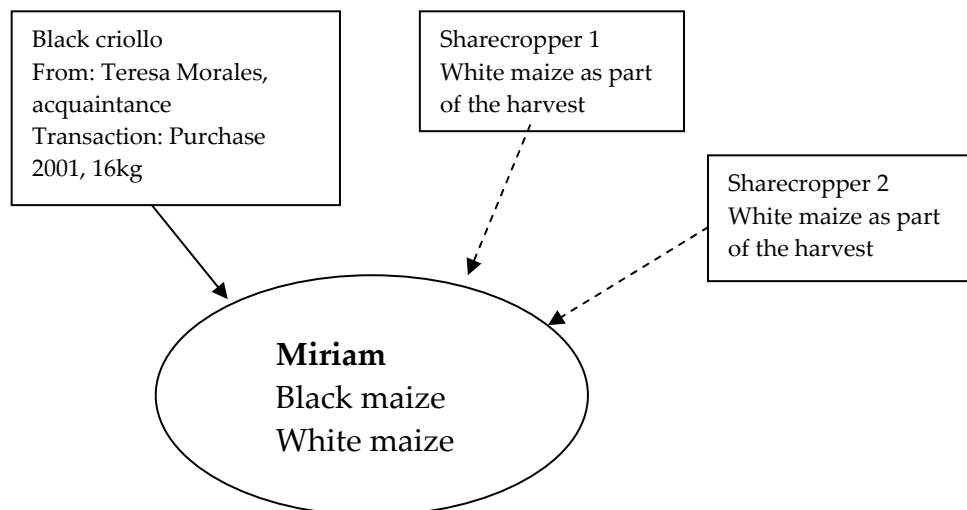 Black criollo
From: Teresa Morales,
acquaintance
Transaction: Purchase
2001, 16kg
Sharecropper 1
White maize as part
of the harvest
Sharecropper 2
White maize as part
of the harvest
Miriam
Black maize
White maize